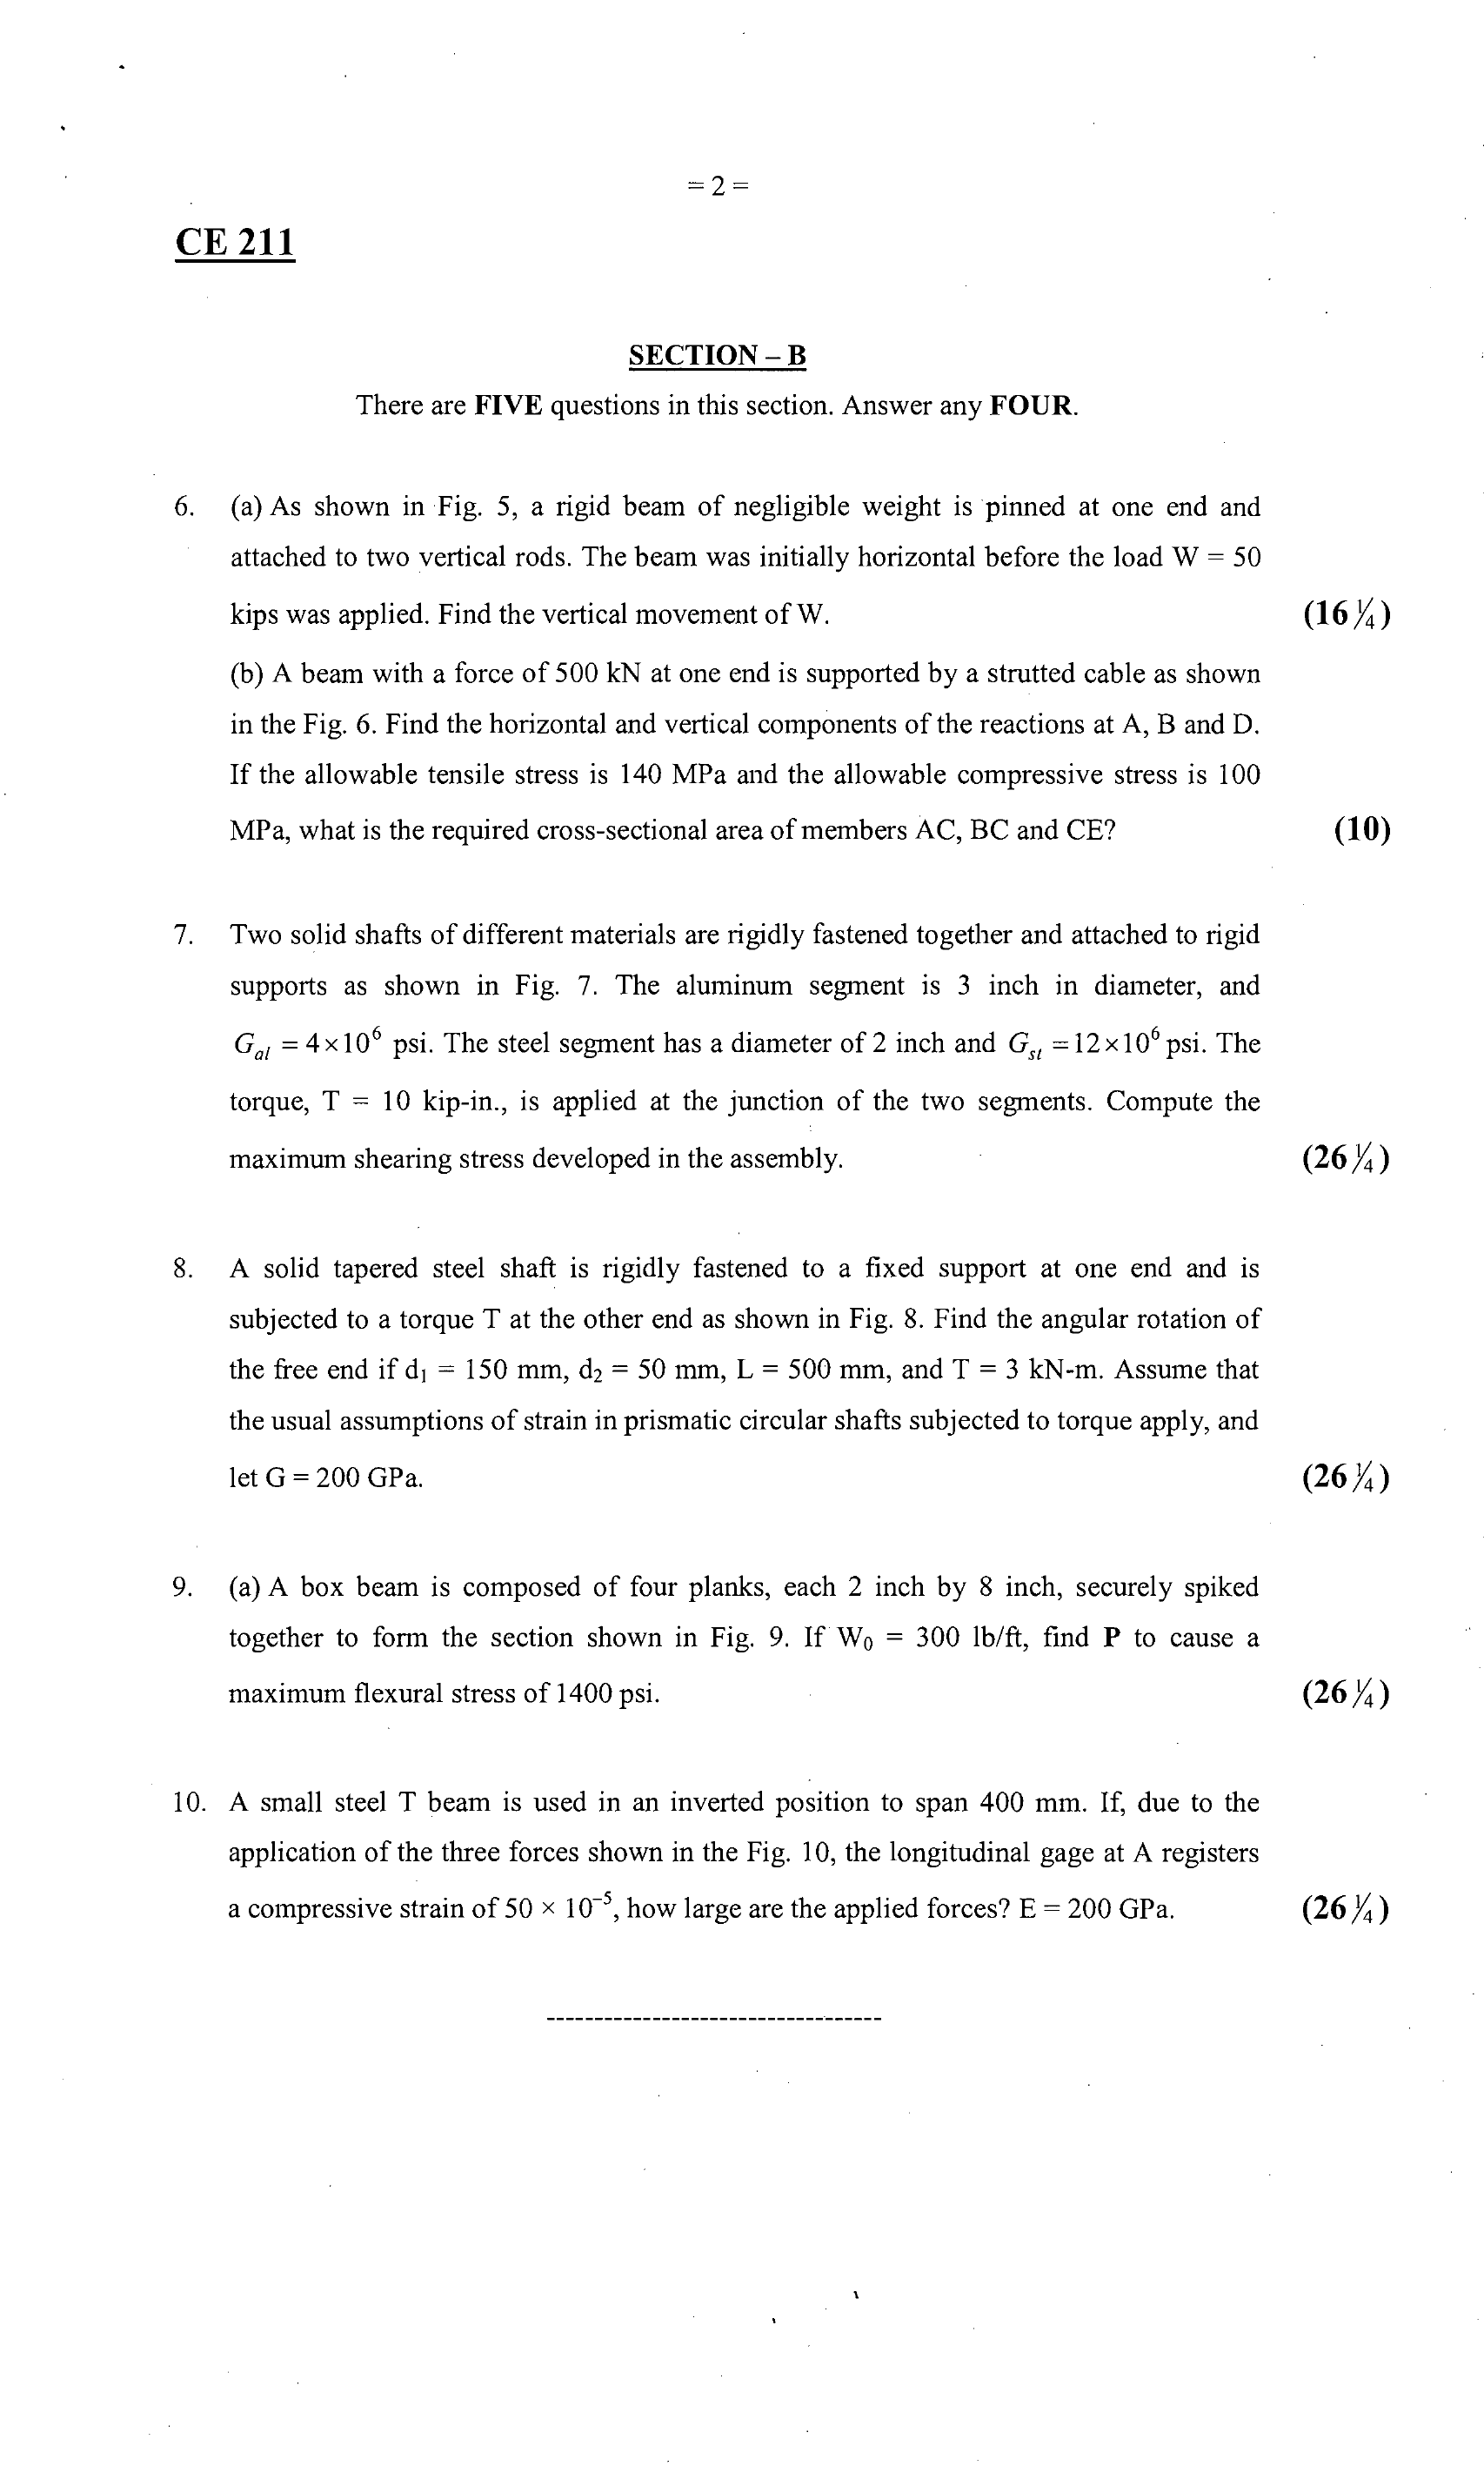 = 2 =
CE 211
SECTION – B
There are FIVE questions in this section. Answer any FOUR.
6. (a) As shown in Fig. 5, a rigid beam of negligible weight is pinned at one end and
attached to two vertical rods. The beam was initially horizontal before the load W = 50
kips was applied. Find the vertical movement of W. (16 ¼)
(b) A beam with a force of 500 kN at one end is supported by a strutted cable as shown
in the Fig. 6. Find the horizontal and vertical components of the reactions at A, B and D.
If the allowable tensile stress is 140 MPa and the allowable compressive stress is 100
MPa, what is the required cross-sectional area of members AC, BC and CE? (10)
7. Two solid shafts of different materials are rigidly fastened together and attached to rigid
supports as shown in Fig. 7. The aluminum segment is 3 inch in diameter, and
Gal = 4×10⁶ psi. The steel segment has a diameter of 2 inch and Gst =12×10⁶ psi. The
torque, T = 10 kip-in., is applied at the junction of the two segments. Compute the
maximum shearing stress developed in the assembly. (26 ¼)
8. A solid tapered steel shaft is rigidly fastened to a fixed support at one end and is
subjected to a torque T at the other end as shown in Fig. 8. Find the angular rotation of
the free end if d₁ = 150 mm, d₂ = 50 mm, L = 500 mm, and T = 3 kN-m. Assume that
the usual assumptions of strain in prismatic circular shafts subjected to torque apply, and
let G = 200 GPa. (26 ¼)
9. (a) A box beam is composed of four planks, each 2 inch by 8 inch, securely spiked
together to form the section shown in Fig. 9. If W₀ = 300 lb/ft, find P to cause a
maximum flexural stress of 1400 psi. (26 ¼)
10. A small steel T beam is used in an inverted position to span 400 mm. If, due to the
application of the three forces shown in the Fig. 10, the longitudinal gage at A registers
a compressive strain of 50 × 10⁻⁵, how large are the applied forces? E = 200 GPa. (26 ¼)
-----------------------------------